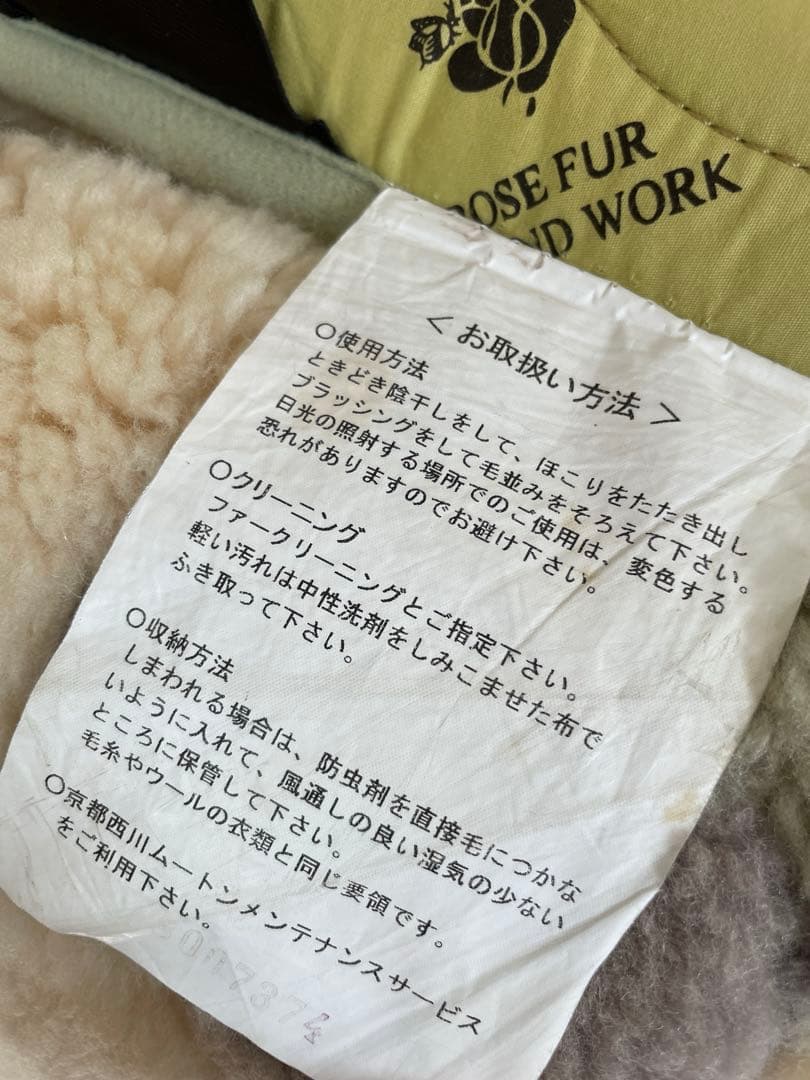 ROSE FUR
ND WORK
＜お取扱い方法＞
○使用方法
ときどき陰干しをして、ほこりをたたき出し
ブラッシングをして毛並みをそろえて下さい。
日光の照射する場所でのご使用は、変色する
恐れがありますのでお避け下さい。
○クリーニング
ファークリーニングとご指定下さい。
軽い汚れは中性洗剤をしみこませた布で
ふき取って下さい。
○収納方法
しまわれる場合は、防虫剤を直接毛につかな
いように入れて、風通しの良い湿気の少ない
ところに保管して下さい。
毛糸やウールの衣類と同じ要領です。
○京都西川ムートンメンテナンスサービス
をご利用下さい。